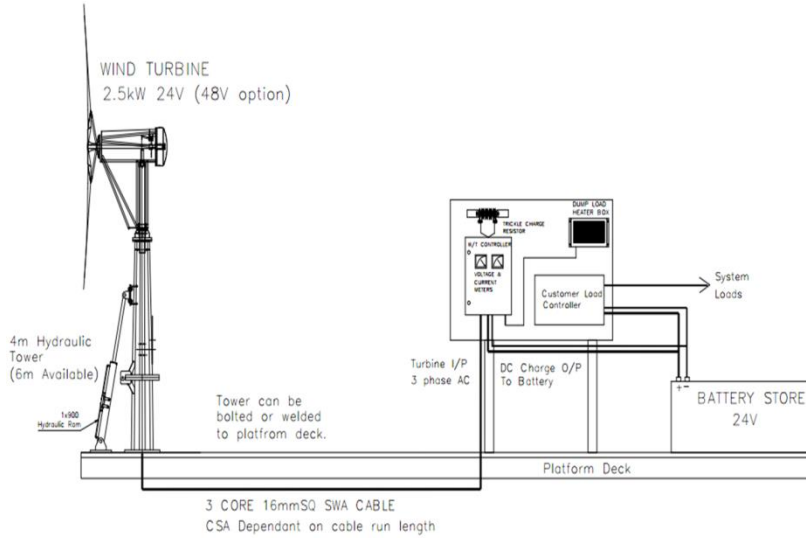 WIND TURBINE
2.5kW 24V (48V option)
DUMP LOAD
HEATER BOX
TRICKLE CHARGE
RESISTOR
W/T CONTROLLER
VOLTAGE &
CURRENT
METERS
Customer Load
Controller
System
Loads
4m Hydraulic
Tower
(6m Available)
1x900
Hydraulic Ram
Tower can be
bolted or welded
to platfrom deck.
Turbine I/P
3 phase AC
DC Charge O/P
To Battery
+ -
BATTERY STORE
24V
Platform Deck
3 CORE 16mmSQ SWA CABLE
CSA Dependant on cable run length